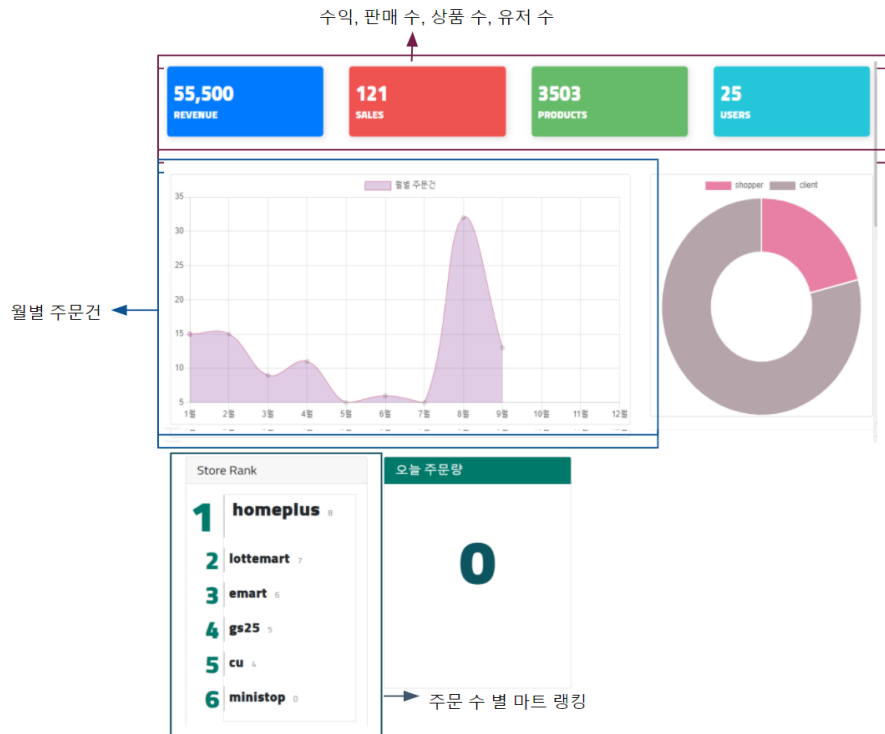 수익, 판매 수, 상품 수, 유저 수
55,500
REVENUE
121
SALES
3503
PRODUCTS
25
USERS
월별 주문건
shopper
client
35
30
25
20
15
10
5
1월 2월 3월 4월 5월 6월 7월 8월 9월 10월 11월 12월
월별 주문건
Store Rank
1 homeplus 8
2 lottemart 7
3 emart 6
4 gs25 5
5 cu 4
6 ministop 0
오늘 주문량
0
주문 수 별 마트 랭킹